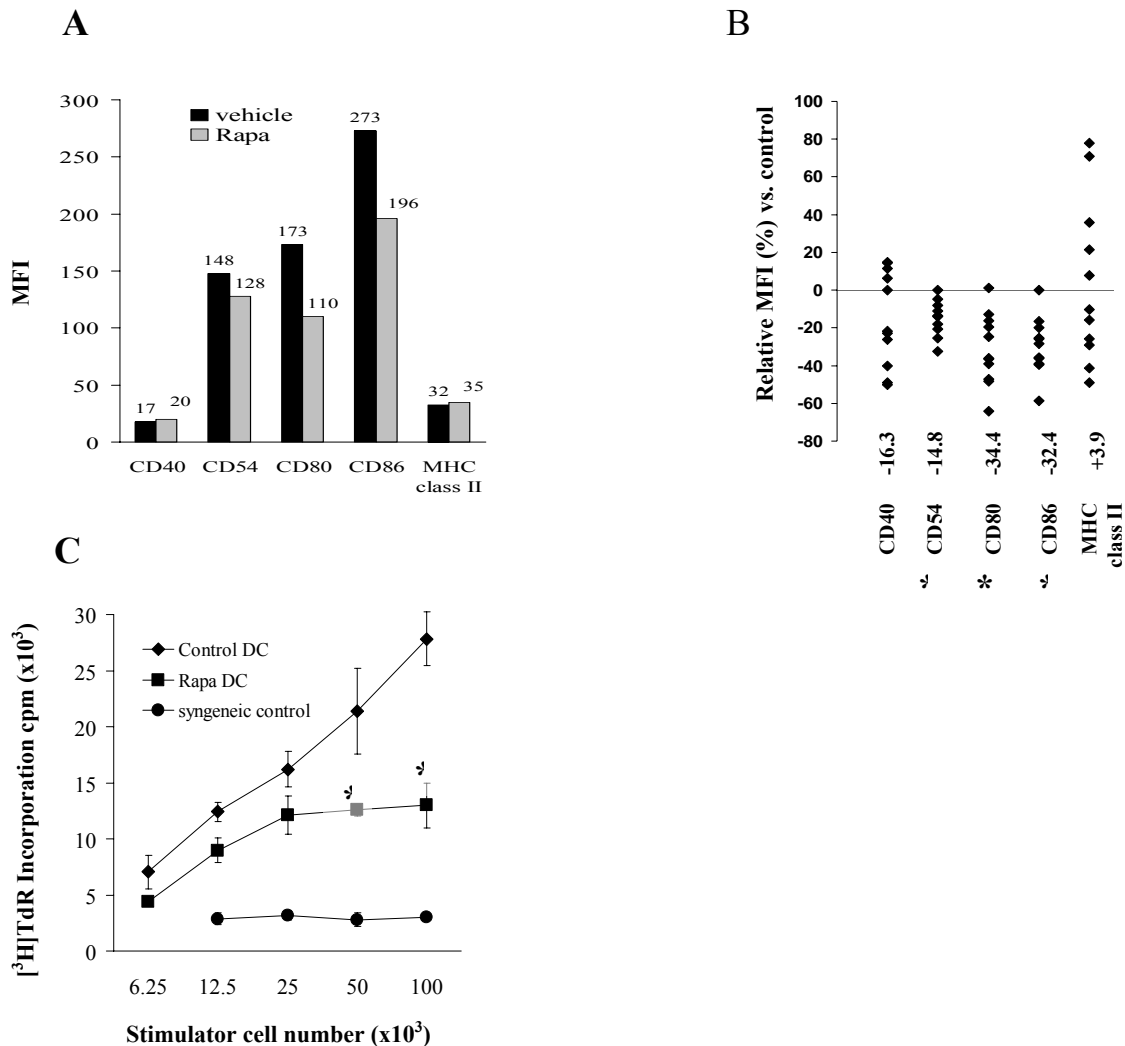 A
300
250
200
150
100
50
0
MFI
vehicle
Rapa
17
20
148
128
173
110
273
196
32
35
CD40
CD54
CD80
CD86
MHC
class II
B
100
80
60
40
20
0
-20
-40
-60
-80
Relative MFI (%) vs. control
-16.3
-14.8
-34.4
-32.4
+3.9
CD40
CD54
CD80
CD86
MHC
class II
*
*
*
C
30
25
20
15
10
5
0
[³H]TdR Incorporation cpm (x10³)
Control DC
Rapa DC
syngeneic control
*
*
6.25
12.5
25
50
100
Stimulator cell number (x10³)